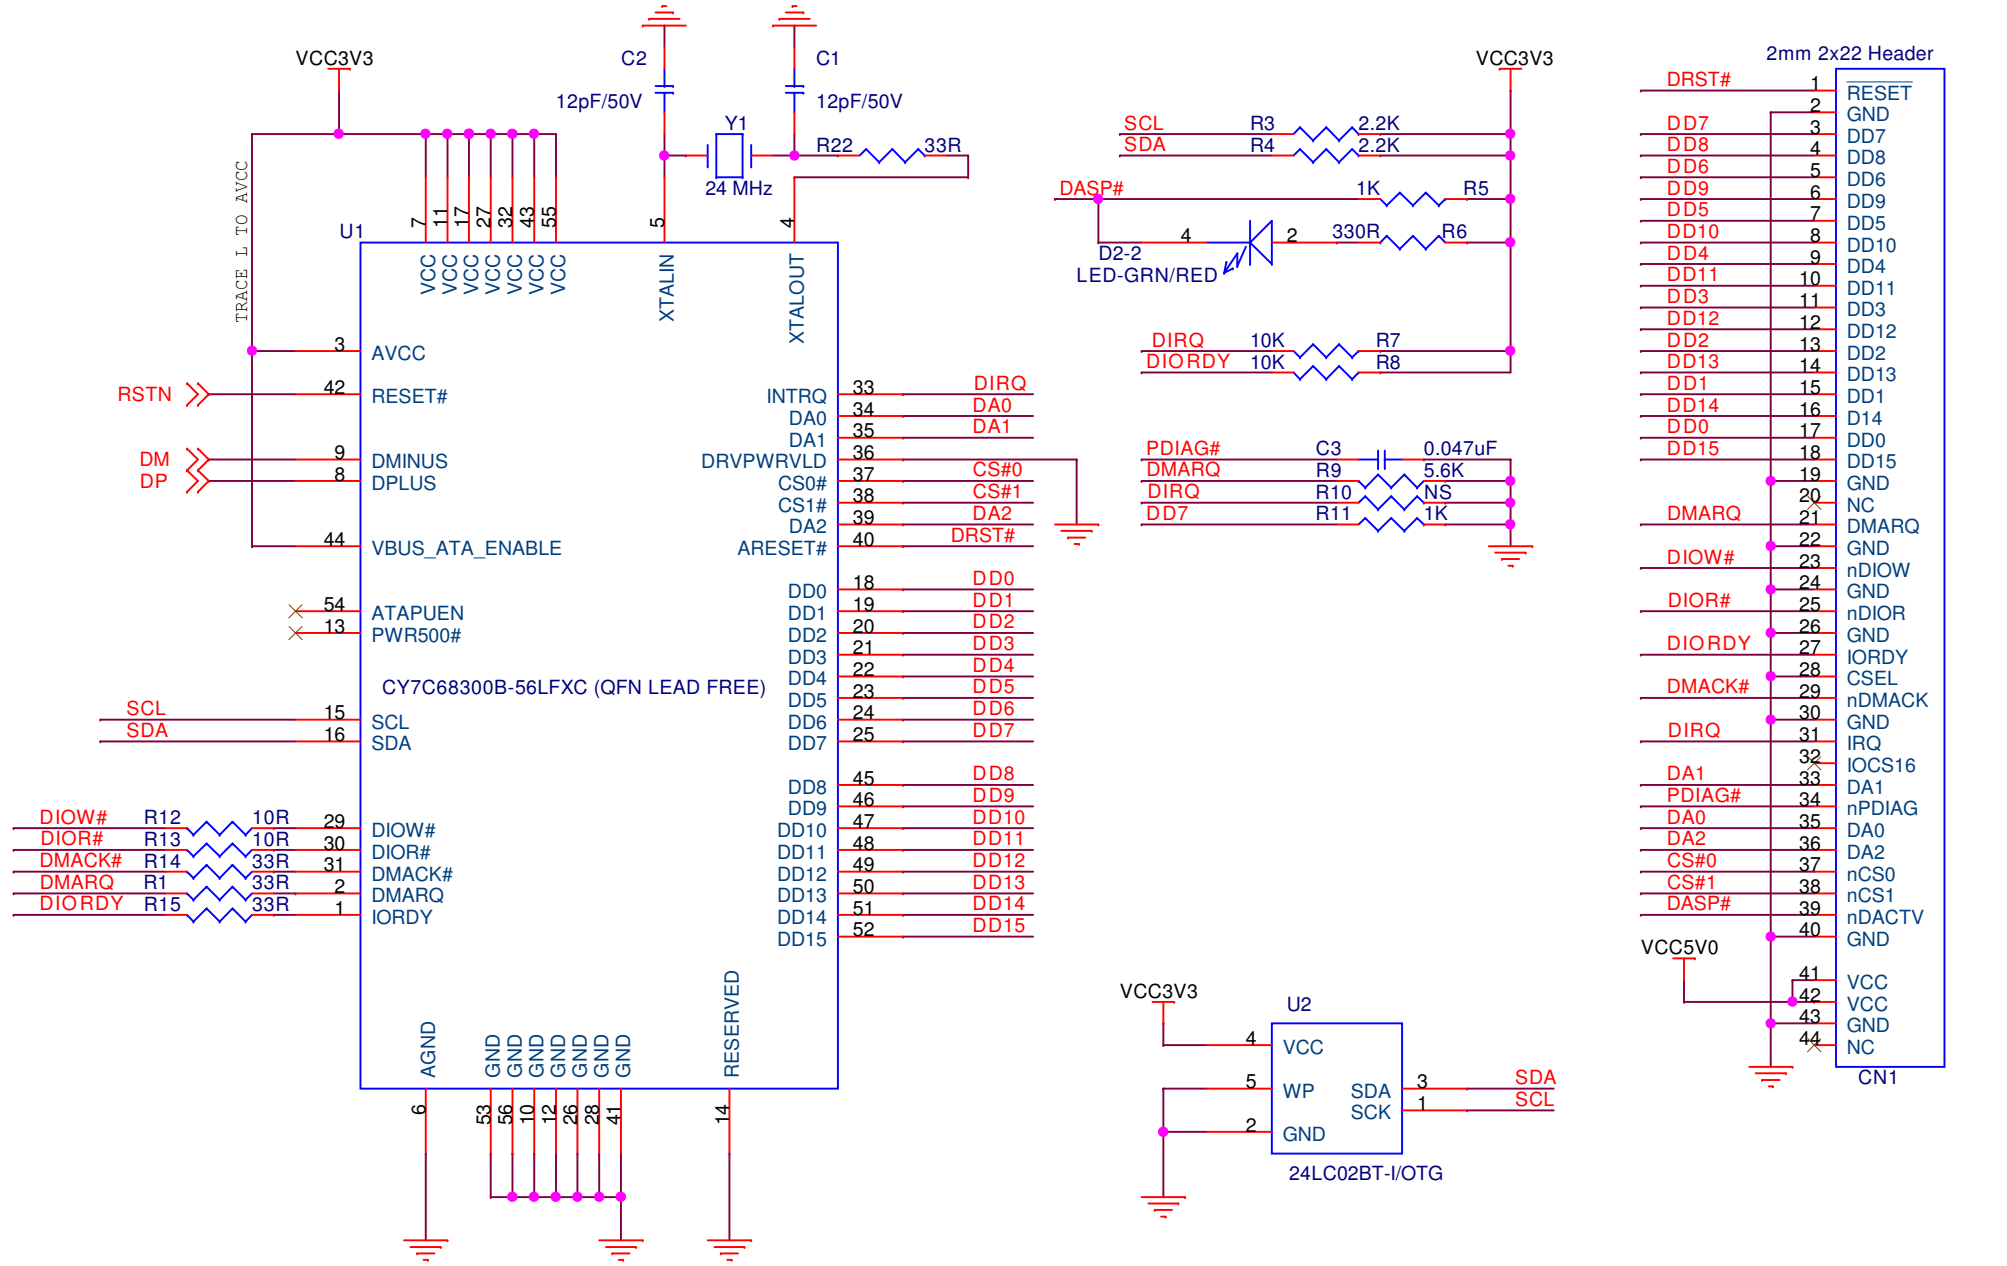 VCC3V3
TRACE L TO AVCC
C2
12pF/50V
C1
12pF/50V
Y1
24 MHz
R22 33R
U1
7 11 17 27 32 43 55
VCC VCC VCC VCC VCC VCC VCC
5
XTALIN
4
XTALOUT
3 AVCC
RSTN 42 RESET#
DM 9 DMINUS
DP 8 DPLUS
44 VBUS_ATA_ENABLE
54 ATAPUEN
13 PWR500#
CY7C68300B-56LFXC (QFN LEAD FREE)
SCL 15 SCL
SDA 16 SDA
DIOW# R12 10R 29 DIOW#
DIOR# R13 10R 30 DIOR#
DMACK# R14 33R 31 DMACK#
DMARQ R1 33R 2 DMARQ
DIORDY R15 33R 1 IORDY
INTRQ 33 DIRQ
DA0 34 DA0
DA1 35 DA1
DRVPWRVLD 36
CS0# 37 CS#0
CS1# 38 CS#1
DA2 39 DA2
ARESET# 40 DRST#
DD0 18 DD0
DD1 19 DD1
DD2 20 DD2
DD3 21 DD3
DD4 22 DD4
DD5 23 DD5
DD6 24 DD6
DD7 25 DD7
DD8 45 DD8
DD9 46 DD9
DD10 47 DD10
DD11 48 DD11
DD12 49 DD12
DD13 50 DD13
DD14 51 DD14
DD15 52 DD15
AGND
GND GND GND GND GND GND GND
RESERVED
6
53 56 10 12 26 28 41
14
VCC3V3
SCL R3 2.2K
SDA R4 2.2K
DASP# 1K R5
4 2 330R R6
D2-2
LED-GRN/RED
DIRQ 10K R7
DIORDY 10K R8
PDIAG# C3 0.047uF
DMARQ R9 5.6K
DIRQ R10 NS
DD7 R11 1K
VCC3V3
U2
4 VCC
5 WP
2 GND
SDA 3 SDA
SCK 1 SCL
24LC02BT-I/OTG
2mm 2x22 Header
DRST# 1 RESET
2 GND
DD7 3 DD7
DD8 4 DD8
DD6 5 DD6
DD9 6 DD9
DD5 7 DD5
DD10 8 DD10
DD4 9 DD4
DD11 10 DD11
DD3 11 DD3
DD12 12 DD12
DD2 13 DD2
DD13 14 DD13
DD1 15 DD1
DD14 16 D14
DD0 17 DD0
DD15 18 DD15
19 GND
20 NC
DMARQ 21 DMARQ
22 GND
DIOW# 23 nDIOW
24 GND
DIOR# 25 nDIOR
26 GND
DIORDY 27 IORDY
28 CSEL
DMACK# 29 nDMACK
30 GND
DIRQ 31 IRQ
32 IOCS16
DA1 33 DA1
PDIAG# 34 nPDIAG
DA0 35 DA0
DA2 36 DA2
CS#0 37 nCS0
CS#1 38 nCS1
DASP# 39 nDACTV
40 GND
VCC5V0
41 VCC
42 VCC
43 GND
44 NC
CN1